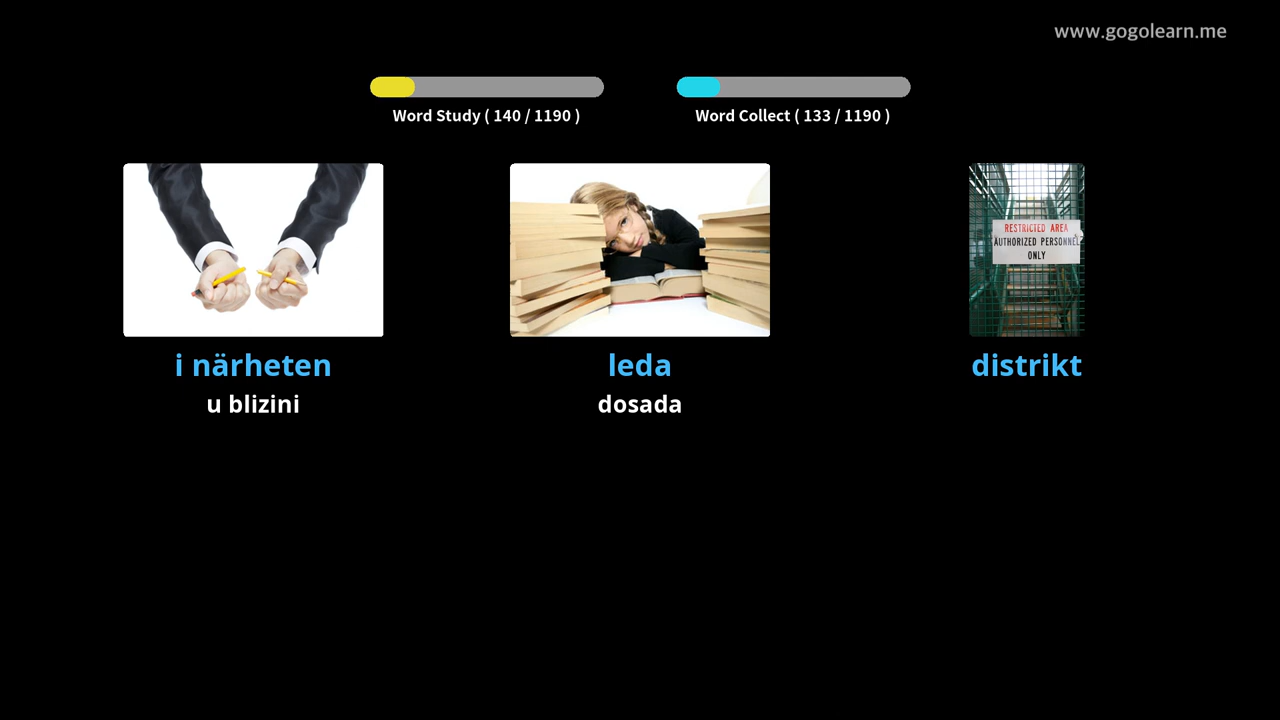 www.gogolearn.me
Word Study ( 140 / 1190 )
Word Collect ( 133 / 1190 )
RESTRICTED AREA
AUTHORIZED PERSONNEL
ONLY
i närheten
leda
distrikt
u blizini
dosada